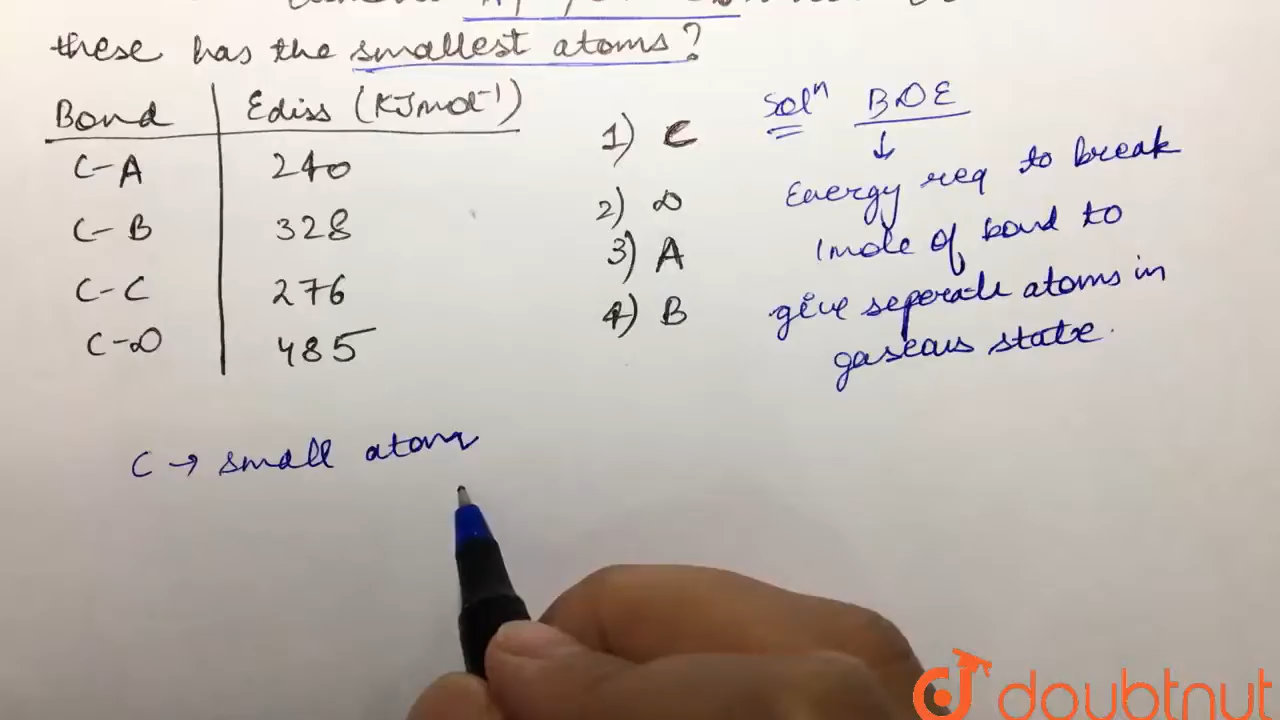 these has the smallest atoms?
Bond Ediss (KJmol⁻¹)
C-A 240
C-B 328
C-C 276
C-D 485
1) C
2) D
3) A
4) B
Solⁿ BDE
↓
Energy req to break
1mole of bond to
give seperate atoms in
gaseous state.
C → small atom
doubtnut